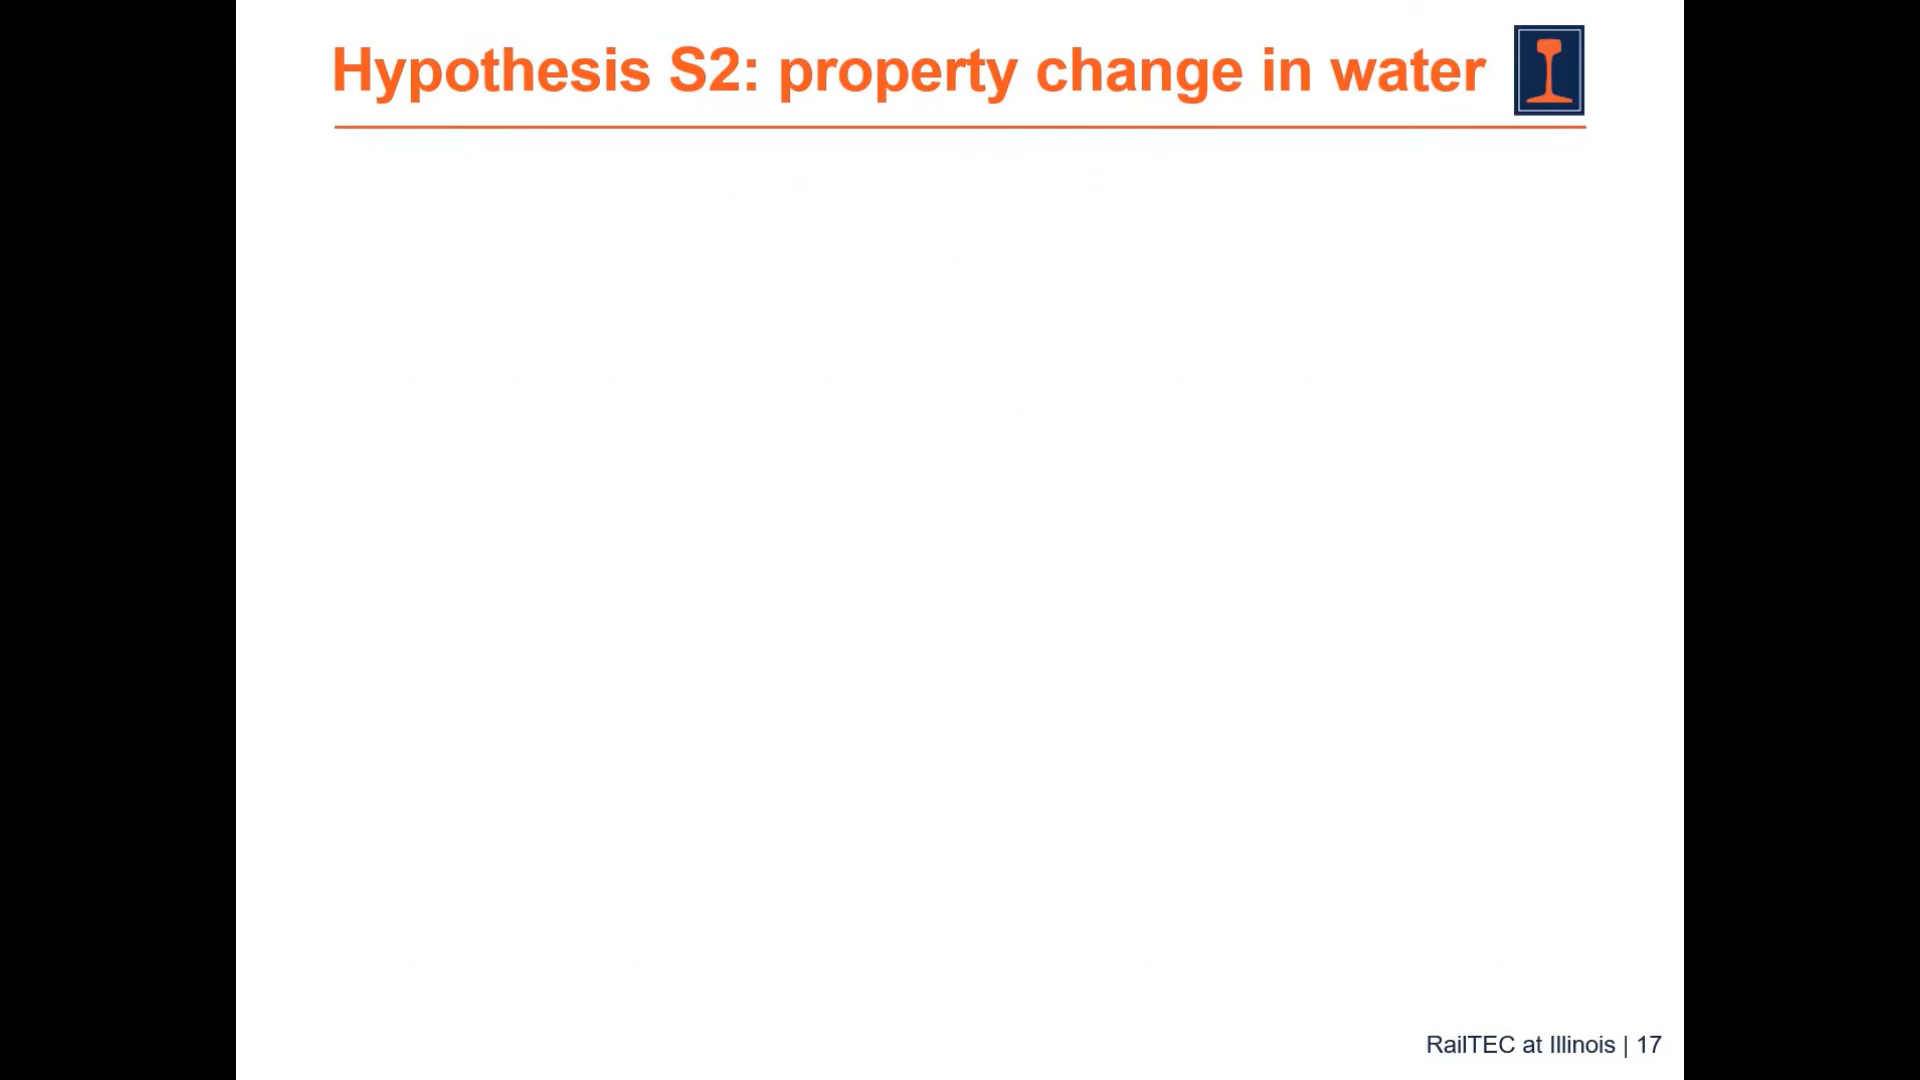 Hypothesis S2: property change in water
RailTEC at Illinois | 17